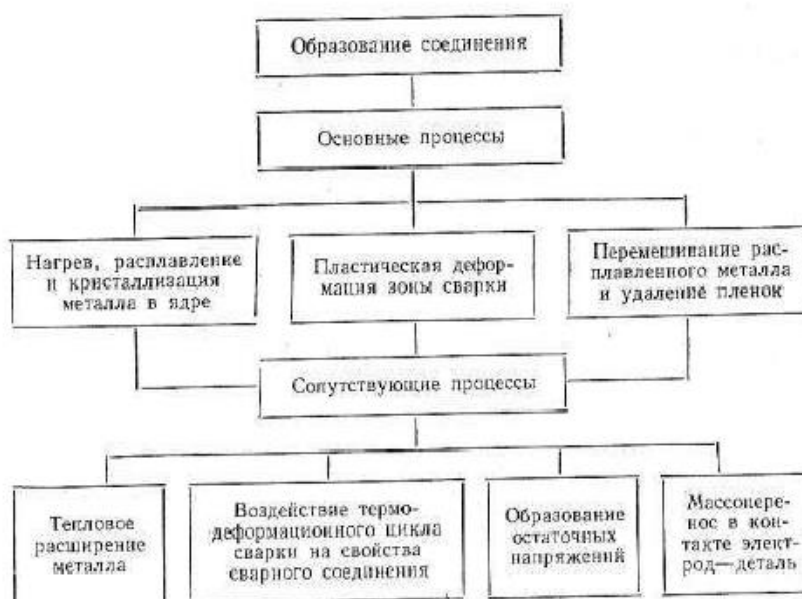 Образование соединения
Основные процессы
Нагрев, расплавление
и кристаллизация
металла в ядре
Пластическая дефор-
мация зоны сварки
Перемешивание рас-
плавленного металла
и удаление пленок
Сопутствующие процессы
Тепловое
расширение
металла
Воздействие термо-
деформационного цикла
сварки на свойства
сварного соединения
Образование
остаточных
напряжений
Массопере-
нос в кон-
такте элект-
род—деталь